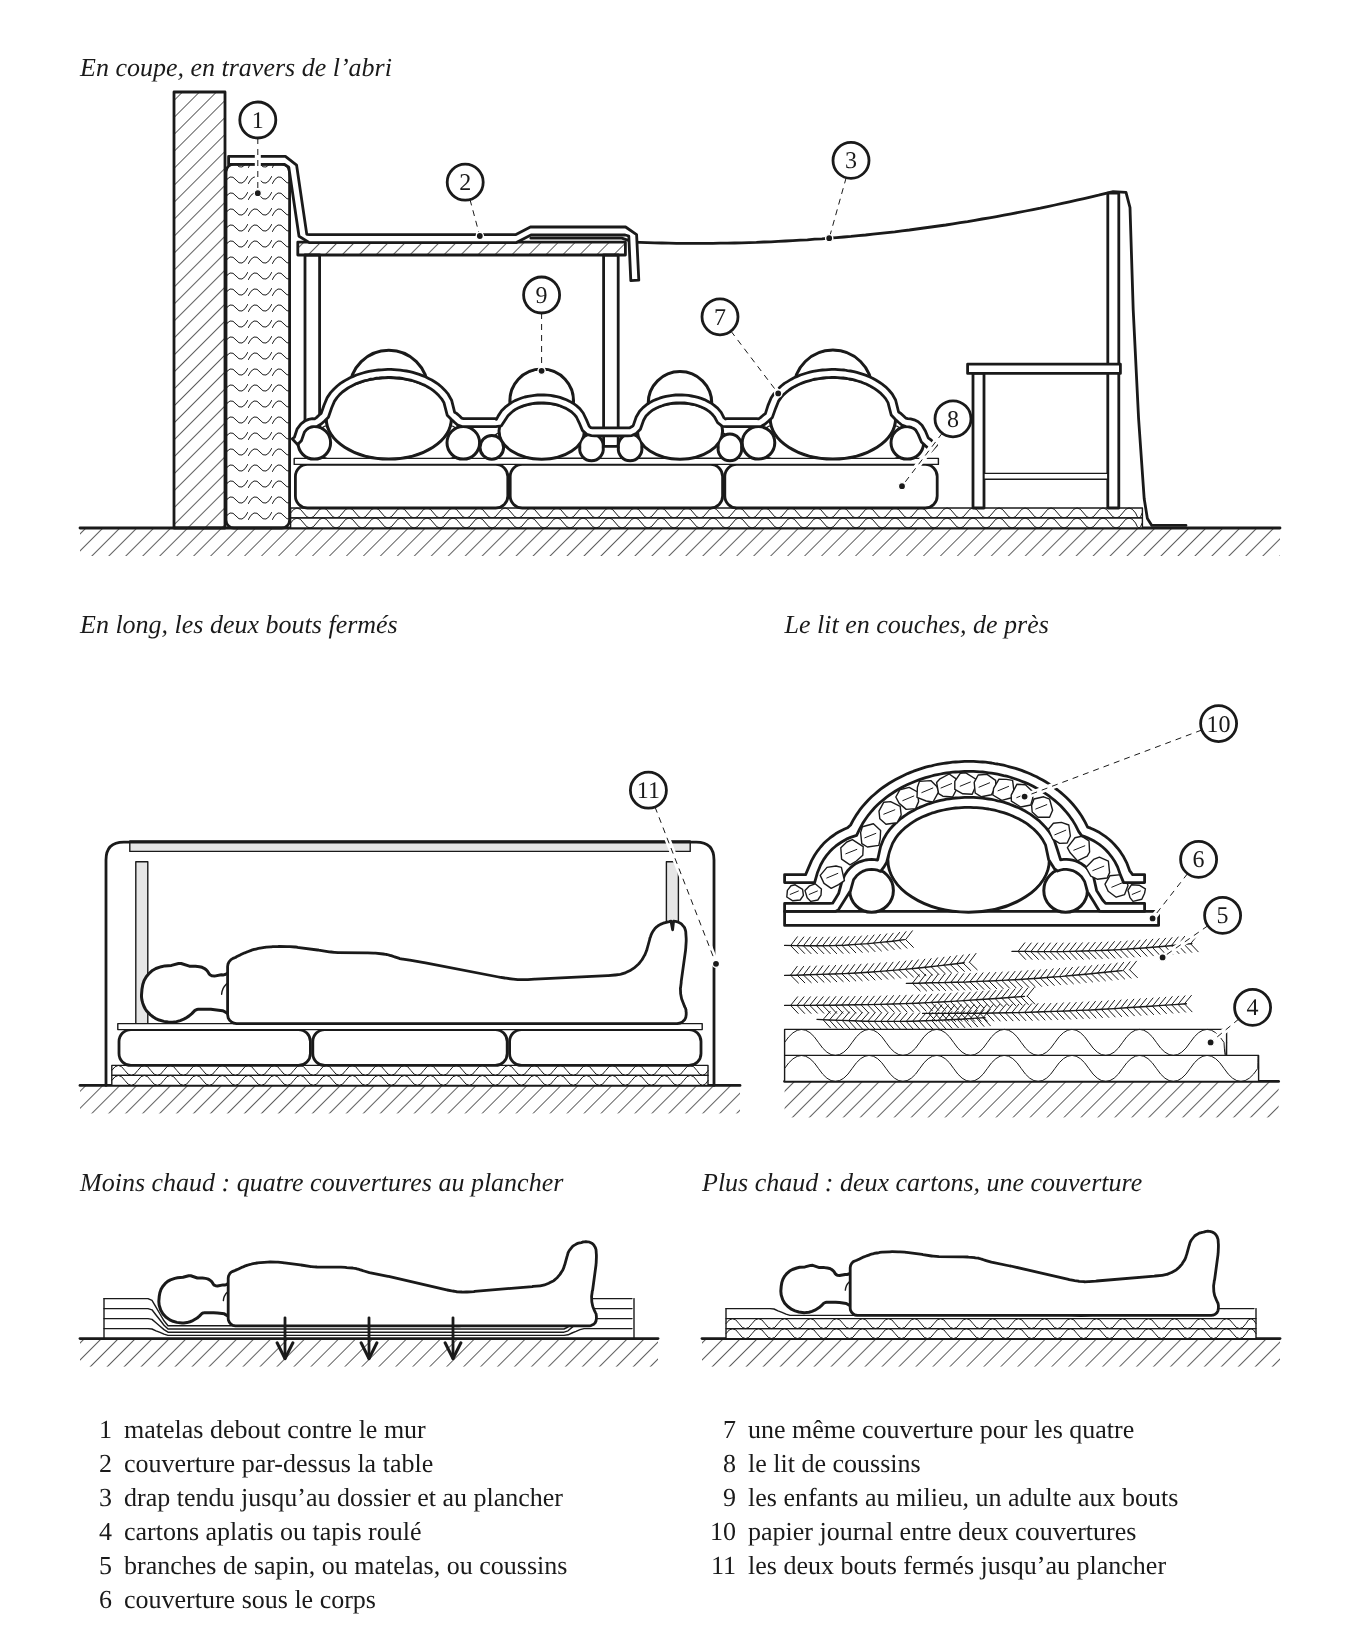 En coupe, en travers de l’abri
1
3
2
9
7
8
En long, les deux bouts fermés
Le lit en couches, de près
10
11
6
5
4
Moins chaud : quatre couvertures au plancher
Plus chaud : deux cartons, une couverture
1 matelas debout contre le mur
2 couverture par-dessus la table
3 drap tendu jusqu’au dossier et au plancher
4 cartons aplatis ou tapis roulé
5 branches de sapin, ou matelas, ou coussins
6 couverture sous le corps
7 une même couverture pour les quatre
8 le lit de coussins
9 les enfants au milieu, un adulte aux bouts
10 papier journal entre deux couvertures
11 les deux bouts fermés jusqu’au plancher